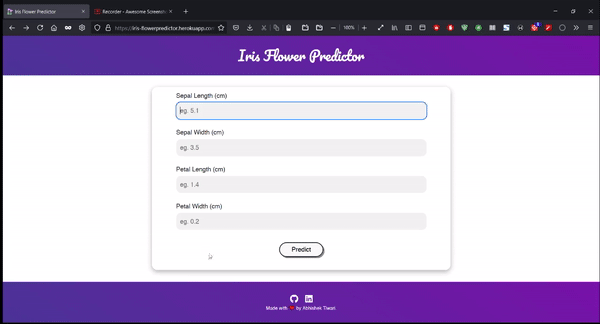 Iris Flower Predictor
Recorder - Awesome Screensh
https://iris-flowerpredictor.herokuapp.com
100%
Iris Flower Predictor
Sepal Length (cm)
eg. 5.1
Sepal Width (cm)
eg. 3.5
Petal Length (cm)
eg. 1.4
Petal Width (cm)
eg. 0.2
Predict
Made with ❤ by Abhishek Tiwari